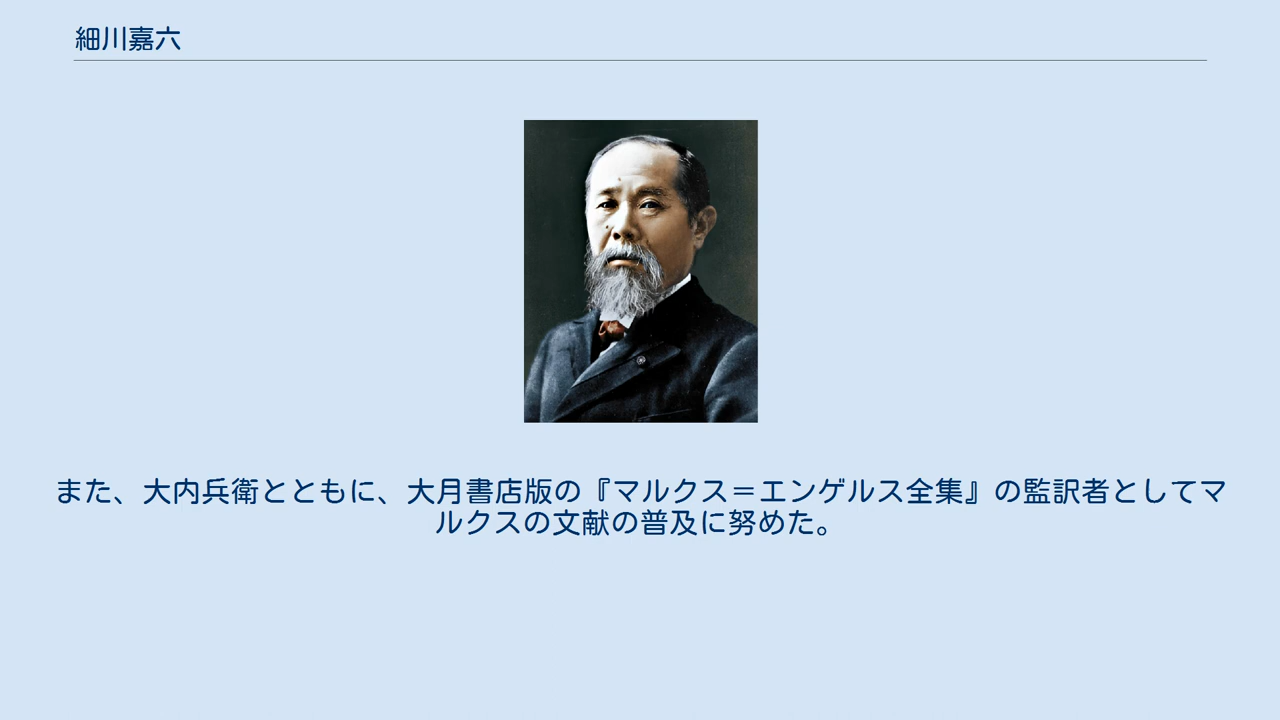 細川嘉六
また、大内兵衛とともに、大月書店版の『マルクス＝エンゲルス全集』の監訳者としてマ
ルクスの文献の普及に努めた。